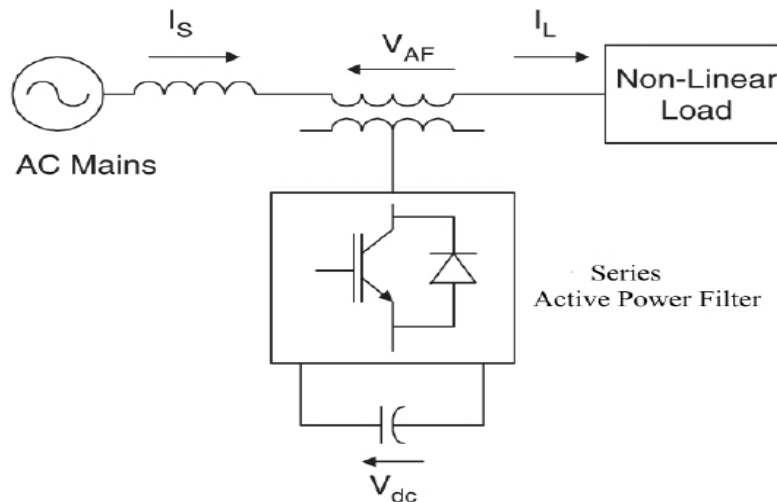 I_S
V_AF
I_L
Non-Linear
Load
AC Mains
Series
Active Power Filter
V_dc